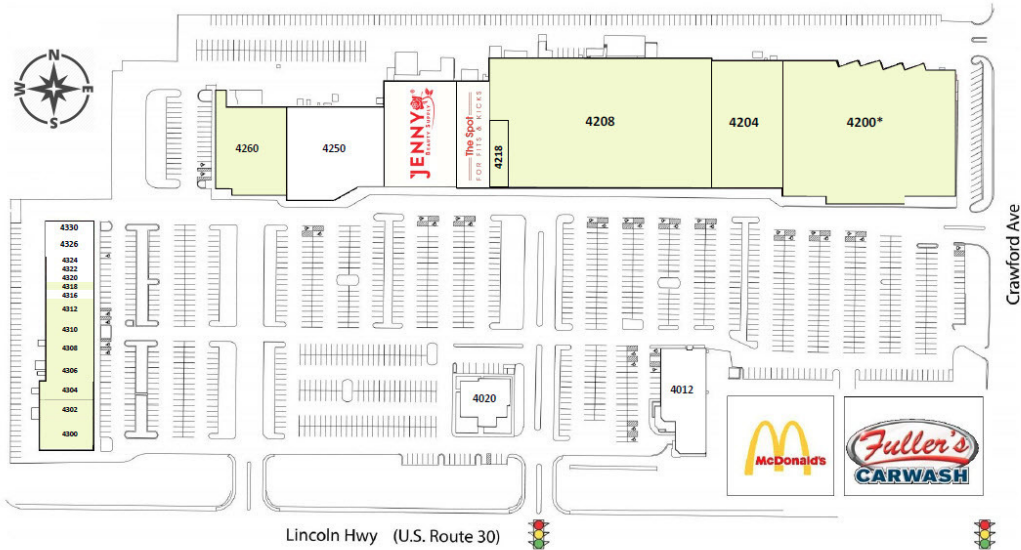 N
W
E
S
JENNY
BEAUTY SUPPLY
The Spot
FOR FITS & KICKS
4260
4250
4218
4208
4204
4200*
Crawford Ave
4330
4326
4324
4322
4320
4318
4316
4312
4310
4308
4306
4304
4302
4300
4020
4012
McDonald's
Fuller's
CARWASH
Lincoln Hwy (U.S. Route 30)